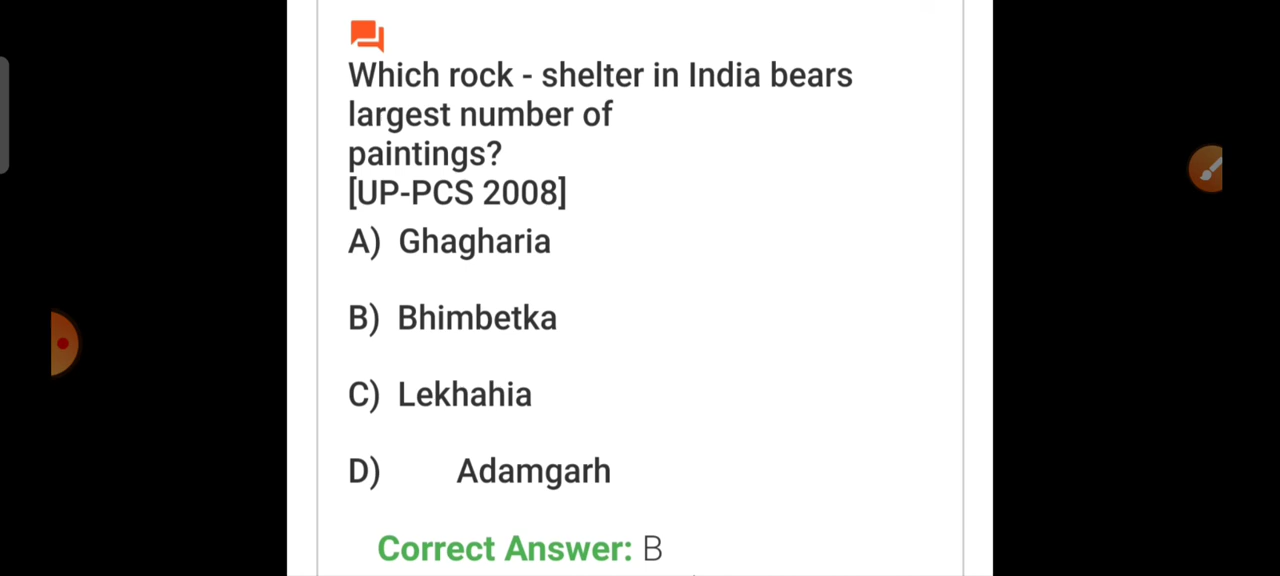 Which rock - shelter in India bears
largest number of
paintings?
[UP-PCS 2008]
A) Ghagharia
B) Bhimbetka
C) Lekhahia
D) Adamgarh
Correct Answer: B